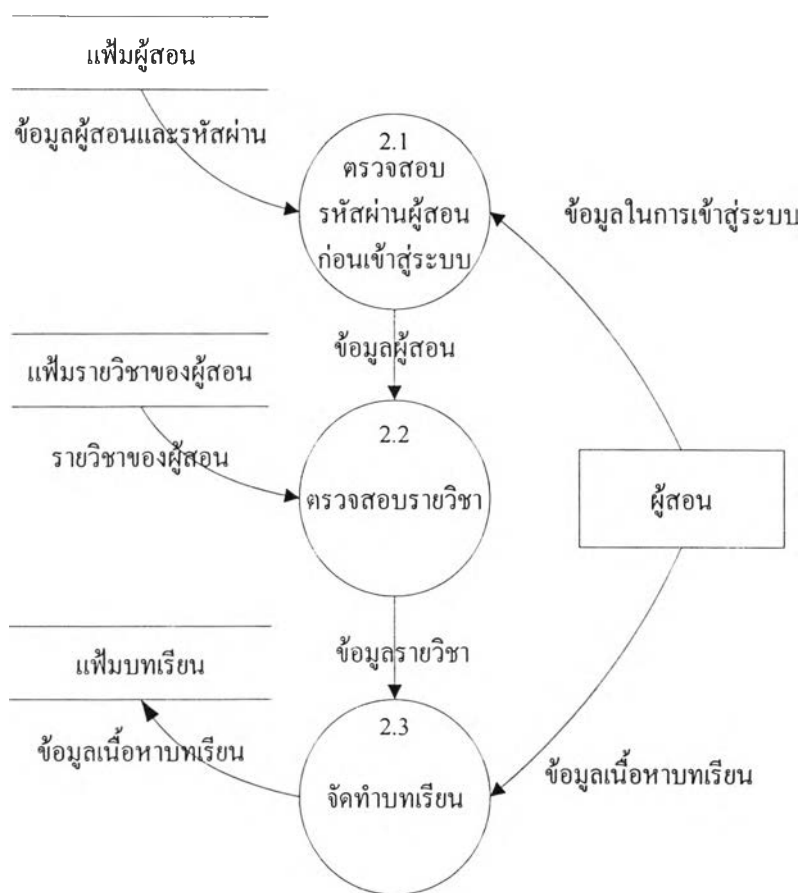 แฟ้มผู้สอน
ข้อมูลผู้สอนและรหัสผ่าน
2.1
ตรวจสอบ
รหัสผ่านผู้สอน
ก่อนเข้าสู่ระบบ
ข้อมูลในการเข้าสู่ระบบ
ข้อมูลผู้สอน
แฟ้มรายวิชาของผู้สอน
รายวิชาของผู้สอน
2.2
ตรวจสอบรายวิชา
ผู้สอน
ข้อมูลรายวิชา
แฟ้มบทเรียน
ข้อมูลเนื้อหาบทเรียน
2.3
จัดทำบทเรียน
ข้อมูลเนื้อหาบทเรียน